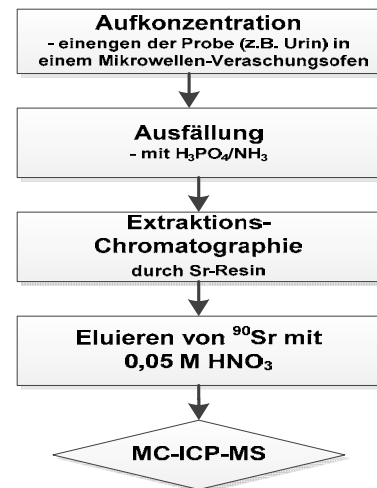 Aufkonzentration
- einengen der Probe (z.B. Urin) in
einem Mikrowellen-Veraschungsofen
Ausfällung
- mit H₃PO₄/NH₃
Extraktions-
Chromatographie
durch Sr-Resin
Eluieren von ⁹⁰Sr mit
0,05 M HNO₃
MC-ICP-MS